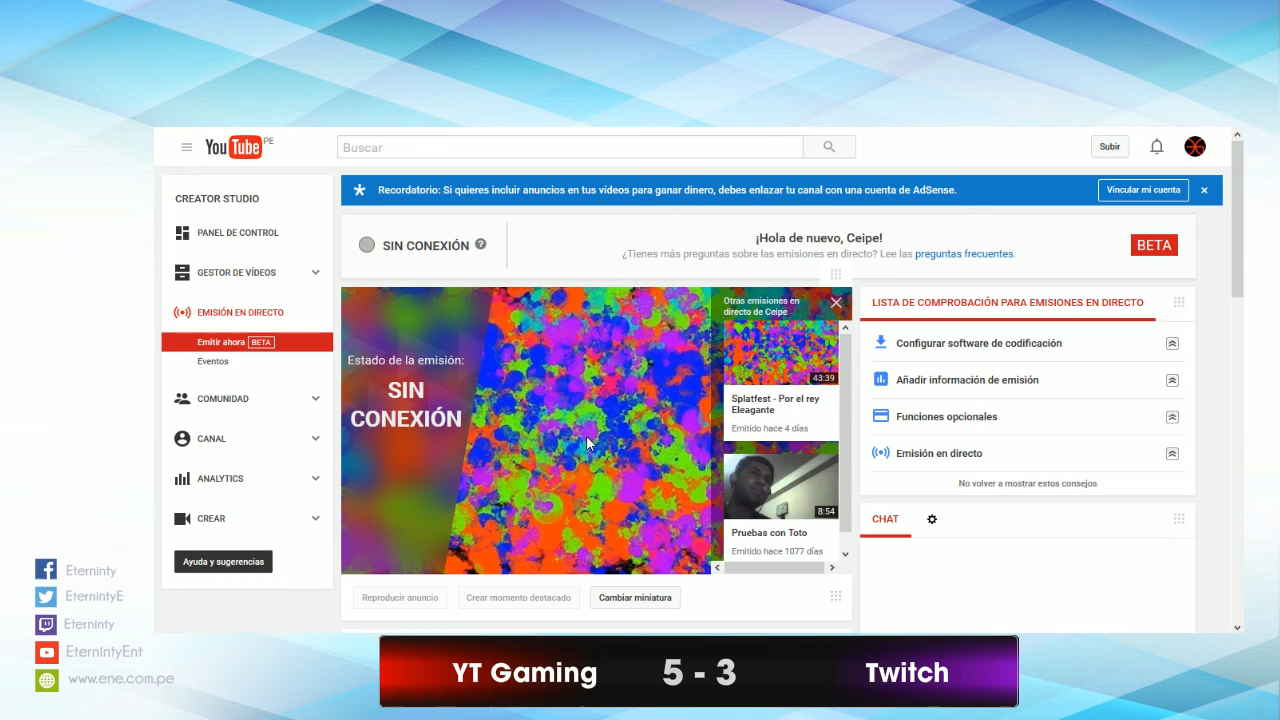 You Tube PE
Buscar
Subir
CREATOR STUDIO
PANEL DE CONTROL
GESTOR DE VÍDEOS
EMISIÓN EN DIRECTO
Emitir ahora BETA
Eventos
COMUNIDAD
CANAL
ANALYTICS
CREAR
Ayuda y sugerencias
Recordatorio: Si quieres incluir anuncios en tus vídeos para ganar dinero, debes enlazar tu canal con una cuenta de AdSense.
Vincular mi cuenta
SIN CONEXIÓN
¡Hola de nuevo, Ceipe!
¿Tienes más preguntas sobre las emisiones en directo? Lee las preguntas frecuentes.
BETA
Estado de la emisión:
SIN
CONEXIÓN
Otras emisiones en
directo de Ceipe
43:39
Splatfest - Por el rey
Eleagante
Emitido hace 4 días
8:54
Pruebas con Toto
Emitido hace 1077 días
Reproducir anuncio
Crear momento destacado
Cambiar miniatura
LISTA DE COMPROBACIÓN PARA EMISIONES EN DIRECTO
Configurar software de codificación
Añadir información de emisión
Funciones opcionales
Emisión en directo
No volver a mostrar estos consejos
CHAT
Eterninty
EternintyE
Eterninty
EternintyEnt
www.ene.com.pe
YT Gaming 5 - 3 Twitch